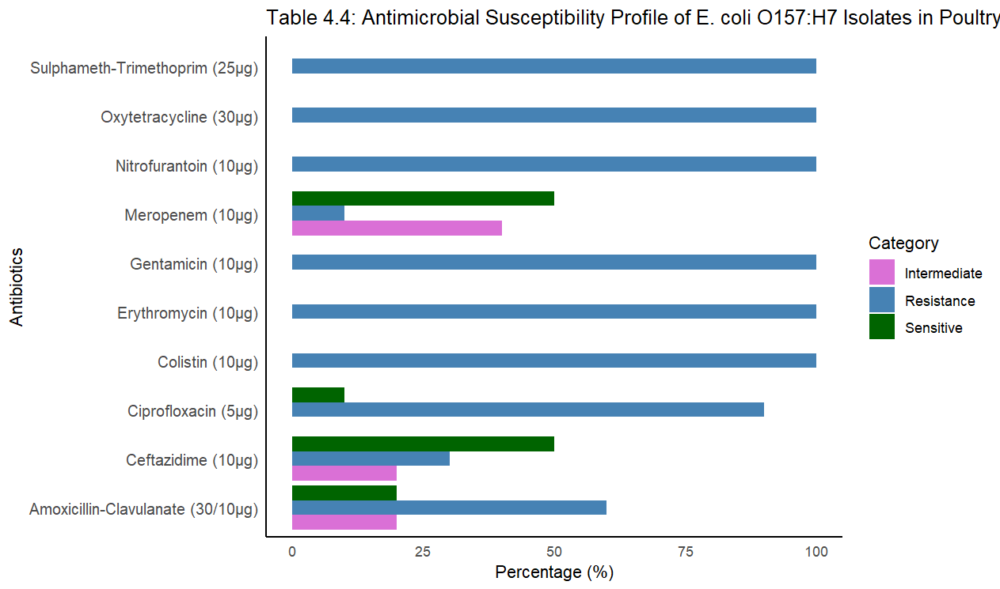 Table 4.4: Antimicrobial Susceptibility Profile of E. coli O157:H7 Isolates in Poultry
Sulphameth-Trimethoprim (25µg)
Oxytetracycline (30µg)
Nitrofurantoin (10µg)
Meropenem (10µg)
Gentamicin (10µg)
Erythromycin (10µg)
Colistin (10µg)
Ciprofloxacin (5µg)
Ceftazidime (10µg)
Amoxicillin-Clavulanate (30/10µg)
Antibiotics
0 25 50 75 100
Percentage (%)
Category
Intermediate
Resistance
Sensitive